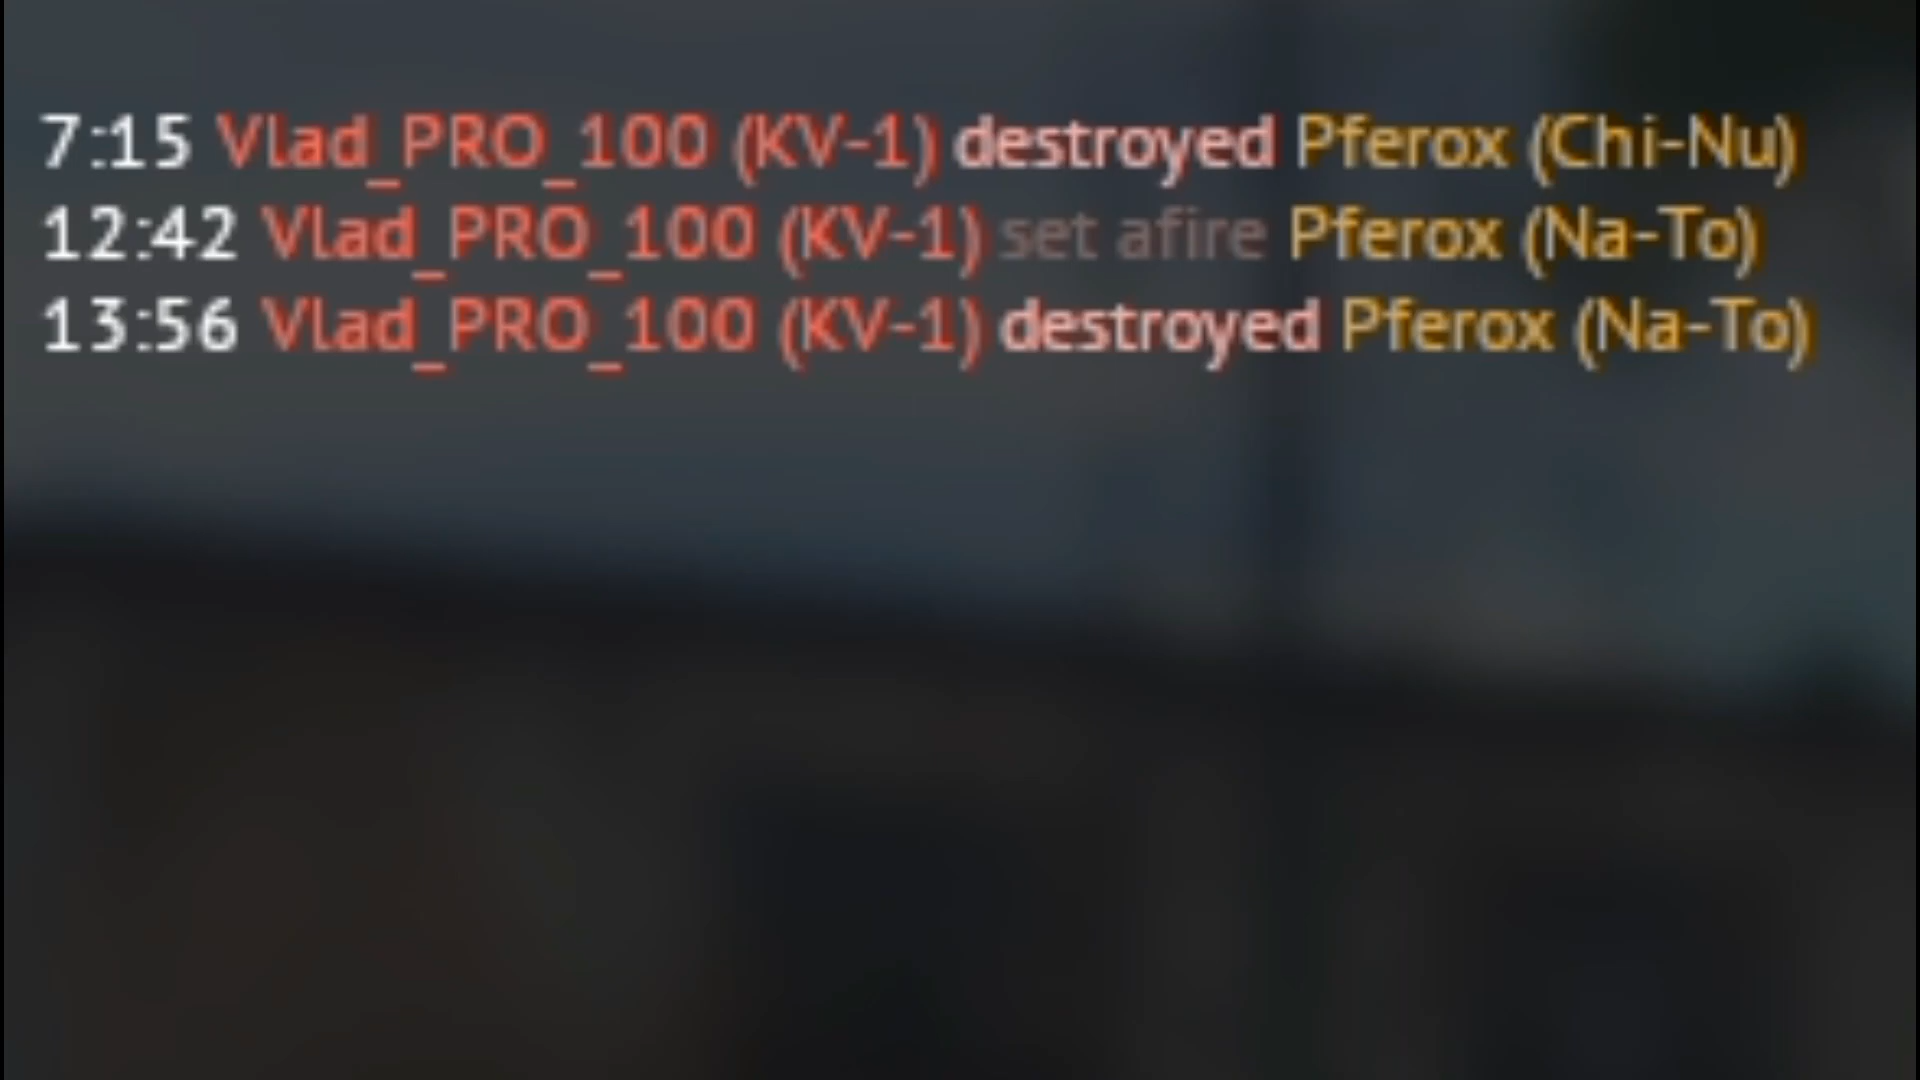 7:15 Vlad_PRO_100 (KV-1) destroyed Pferox (Chi-Nu)
12:42 Vlad_PRO_100 (KV-1) set afire Pferox (Na-To)
13:56 Vlad_PRO_100 (KV-1) destroyed Pferox (Na-To)